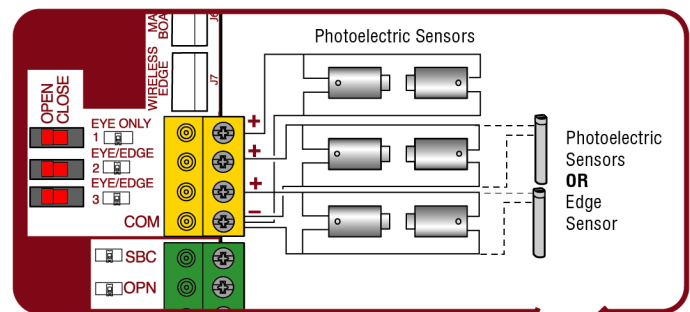 MA
BOA
J6
WIRELESS
EDGE
J7
OPEN
CLOSE
EYE ONLY
1
EYE/EDGE
2
EYE/EDGE
3
COM
SBC
OPN
+
+
+
–
Photoelectric Sensors
Photoelectric
Sensors
OR
Edge
Sensor